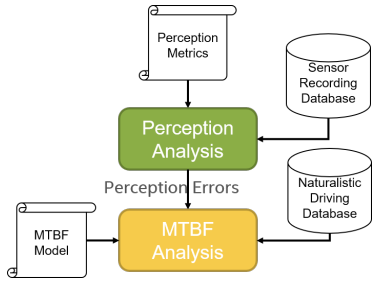 Perception
Metrics
Sensor
Recording
Database
Perception
Analysis
Perception Errors
Naturalistic
Driving
Database
MTBF
Model
MTBF
Analysis